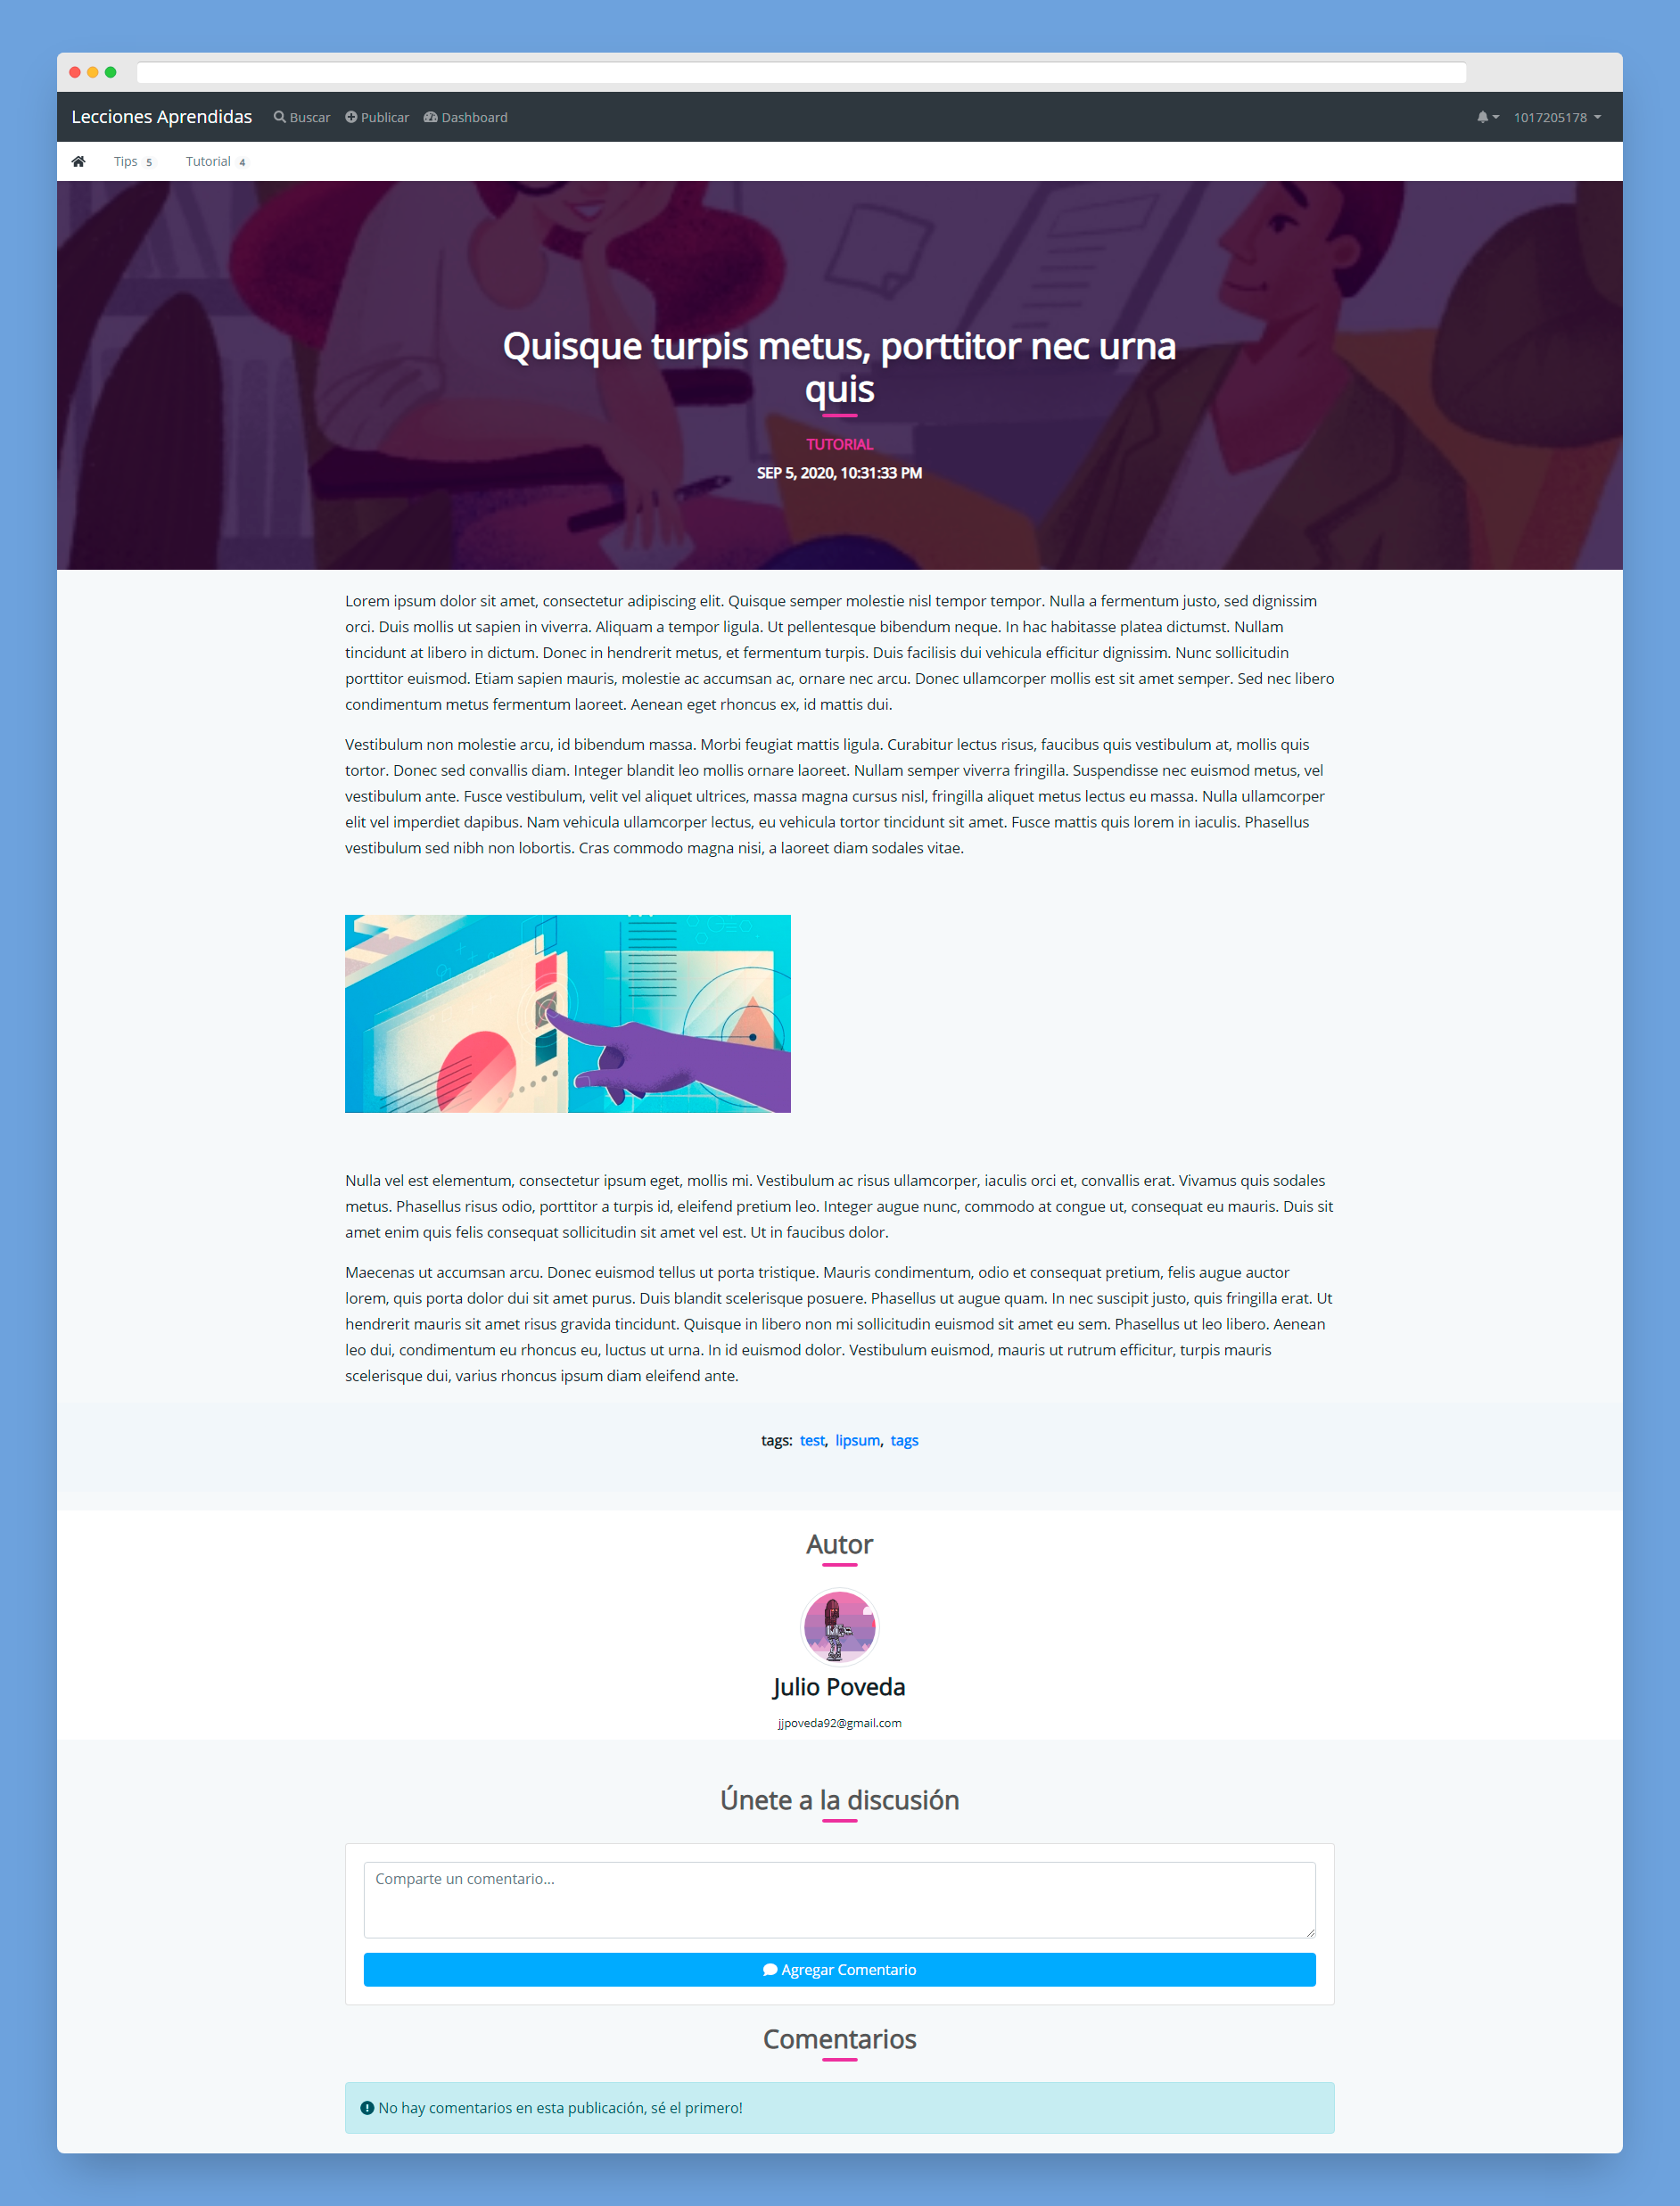 Lecciones Aprendidas Buscar Publicar Dashboard 1017205178
Tips 5 Tutorial 4
Quisque turpis metus, porttitor nec urna
quis
TUTORIAL
SEP 5, 2020, 10:31:33 PM
Lorem ipsum dolor sit amet, consectetur adipiscing elit. Quisque semper molestie nisl tempor tempor. Nulla a fermentum justo, sed dignissim
orci. Duis mollis ut sapien in viverra. Aliquam a tempor ligula. Ut pellentesque bibendum neque. In hac habitasse platea dictumst. Nullam
tincidunt at libero in dictum. Donec in hendrerit metus, et fermentum turpis. Duis facilisis dui vehicula efficitur dignissim. Nunc sollicitudin
porttitor euismod. Etiam sapien mauris, molestie ac accumsan ac, ornare nec arcu. Donec ullamcorper mollis est sit amet semper. Sed nec libero
condimentum metus fermentum laoreet. Aenean eget rhoncus ex, id mattis dui.
Vestibulum non molestie arcu, id bibendum massa. Morbi feugiat mattis ligula. Curabitur lectus risus, faucibus quis vestibulum at, mollis quis
tortor. Donec sed convallis diam. Integer blandit leo mollis ornare laoreet. Nullam semper viverra fringilla. Suspendisse nec euismod metus, vel
vestibulum ante. Fusce vestibulum, velit vel aliquet ultrices, massa magna cursus nisl, fringilla aliquet metus lectus eu massa. Nulla ullamcorper
elit vel imperdiet dapibus. Nam vehicula ullamcorper lectus, eu vehicula tortor tincidunt sit amet. Fusce mattis quis lorem in iaculis. Phasellus
vestibulum sed nibh non lobortis. Cras commodo magna nisi, a laoreet diam sodales vitae.
Nulla vel est elementum, consectetur ipsum eget, mollis mi. Vestibulum ac risus ullamcorper, iaculis orci et, convallis erat. Vivamus quis sodales
metus. Phasellus risus odio, porttitor a turpis id, eleifend pretium leo. Integer augue nunc, commodo at congue ut, consequat eu mauris. Duis sit
amet enim quis felis consequat sollicitudin sit amet vel est. Ut in faucibus dolor.
Maecenas ut accumsan arcu. Donec euismod tellus ut porta tristique. Mauris condimentum, odio et consequat pretium, felis augue auctor
lorem, quis porta dolor dui sit amet purus. Duis blandit scelerisque posuere. Phasellus ut augue quam. In nec suscipit justo, quis fringilla erat. Ut
hendrerit mauris sit amet risus gravida tincidunt. Quisque in libero non mi sollicitudin euismod sit amet eu sem. Phasellus ut leo libero. Aenean
leo dui, condimentum eu rhoncus eu, luctus ut urna. In id euismod dolor. Vestibulum euismod, mauris ut rutrum efficitur, turpis mauris
scelerisque dui, varius rhoncus ipsum diam eleifend ante.
tags: test, lipsum, tags
Autor
Julio Poveda
jjpoveda92@gmail.com
Únete a la discusión
Comparte un comentario...
Agregar Comentario
Comentarios
No hay comentarios en esta publicación, sé el primero!